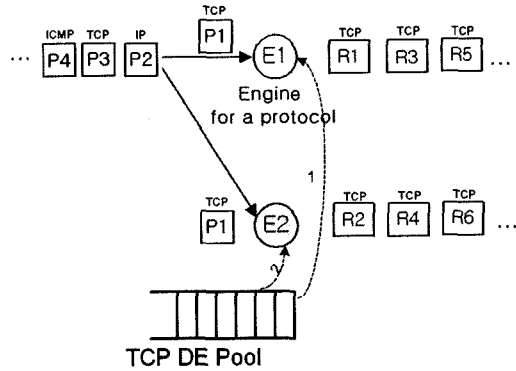 TCP
ICMP TCP IP
... P4 P3 P2 P1 E1
TCP TCP TCP
R1 R3 R5 ...
Engine
for a protocol
1
TCP
P1 E2
TCP TCP TCP
R2 R4 R6 ...
2
TCP DE Pool